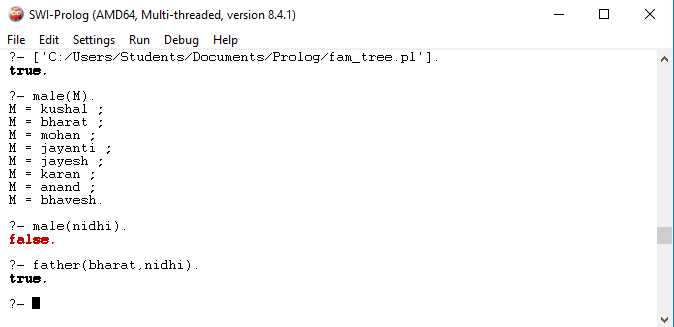 SWI-Prolog (AMD64, Multi-threaded, version 8.4.1)
File Edit Settings Run Debug Help
?- ['C:/Users/Students/Documents/Prolog/fam_tree.pl'].
true.
?- male(M).
M = kushal ;
M = bharat ;
M = mohan ;
M = jayanti ;
M = jayesh ;
M = karan ;
M = anand ;
M = bhavesh.
?- male(nidhi).
false.
?- father(bharat,nidhi).
true.
?-